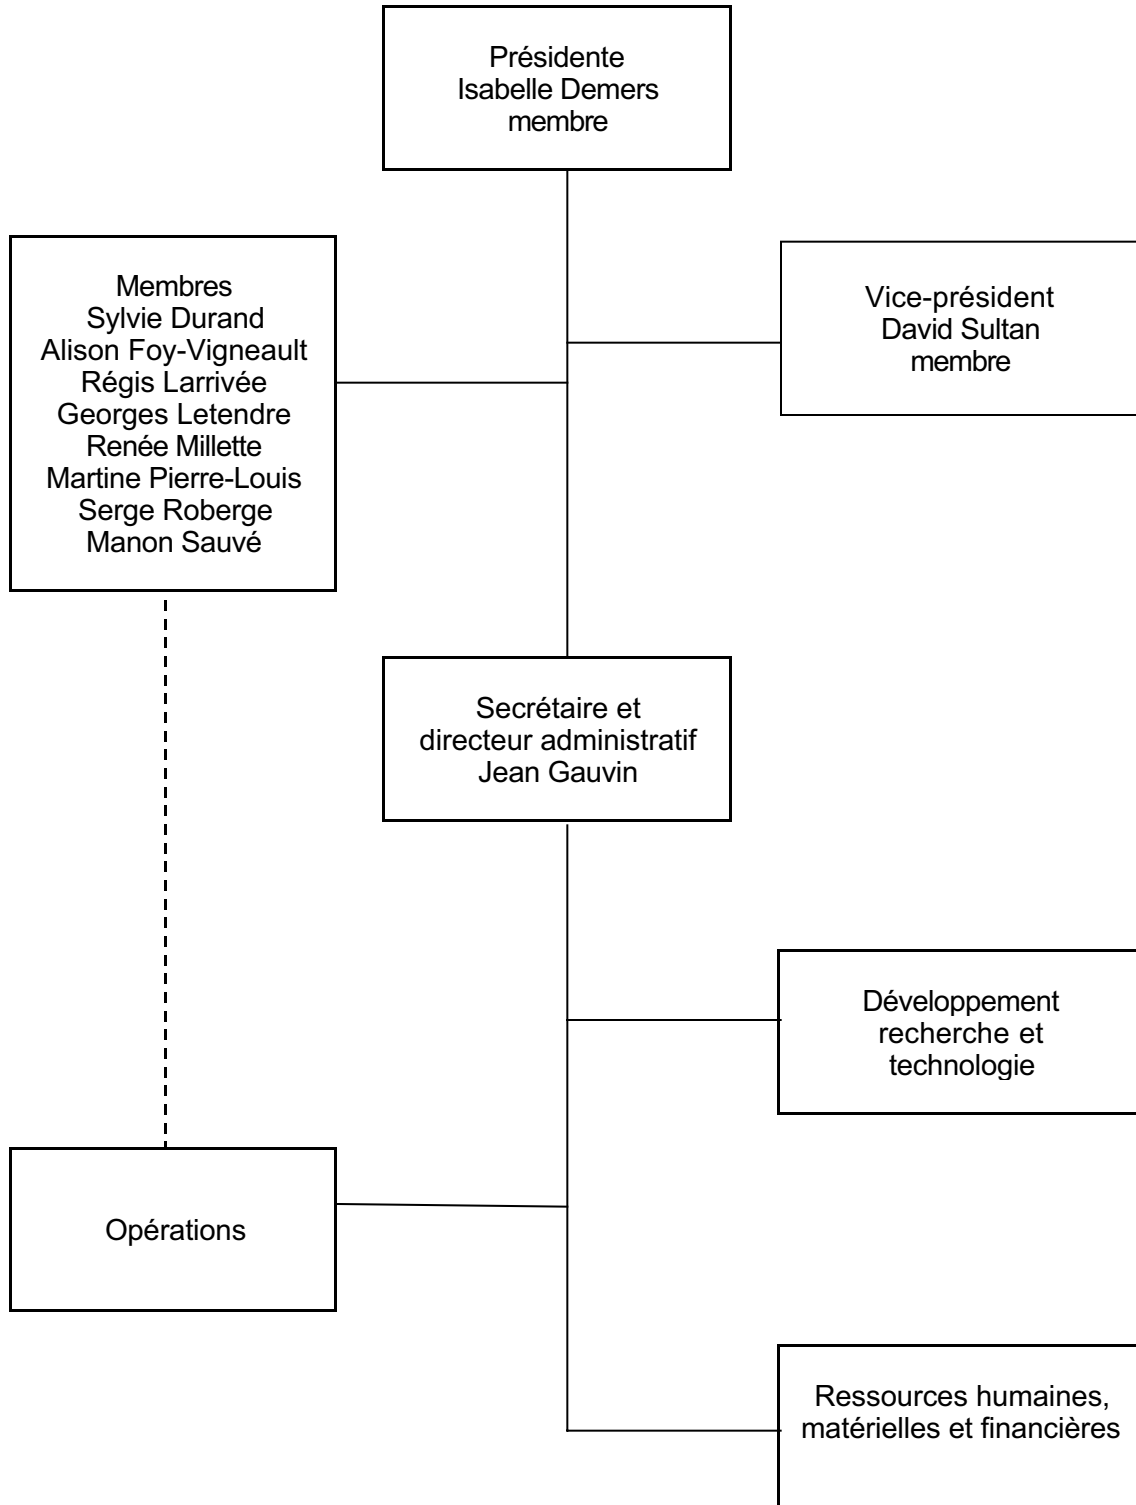 Présidente
Isabelle Demers
membre
Membres
Sylvie Durand
Alison Foy-Vigneault
Régis Larrivée
Georges Letendre
Renée Millette
Martine Pierre-Louis
Serge Roberge
Manon Sauvé
Vice-président
David Sultan
membre
Secrétaire et
directeur administratif
Jean Gauvin
Développement
recherche et
technologie
Opérations
Ressources humaines,
matérielles et financières